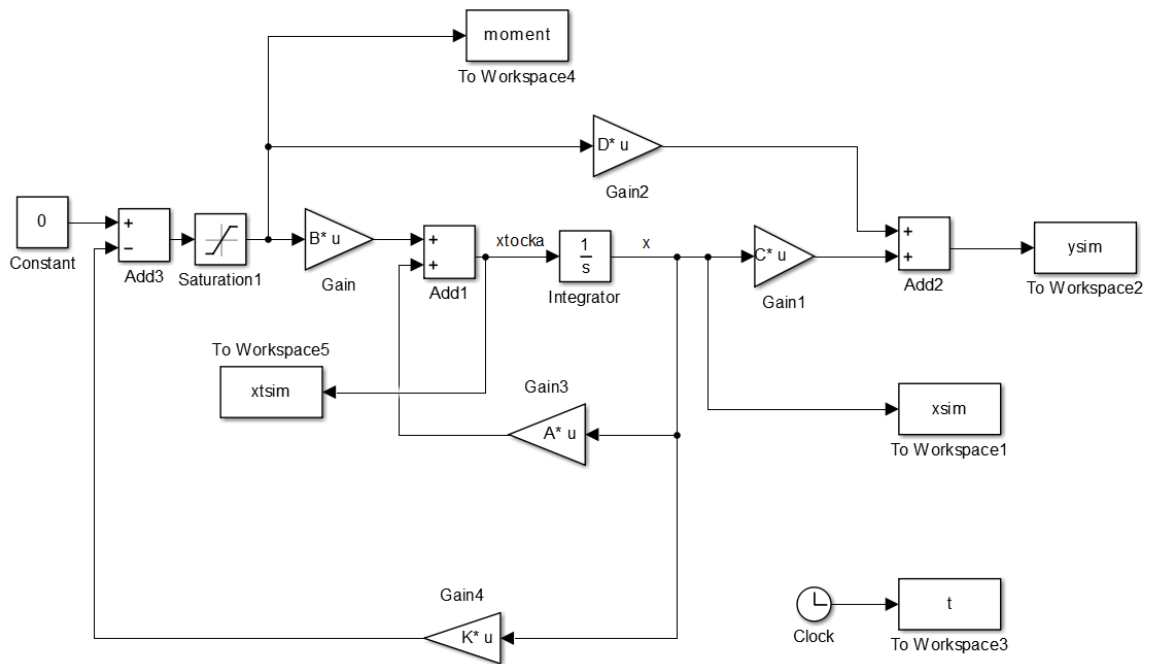 moment
To Workspace4
D* u
Gain2
0
Constant
+
−
Add3
Saturation1
B* u
Gain
+
+
Add1
xtocka
1
s
Integrator
x
C* u
Gain1
+
+
Add2
ysim
To Workspace2
To Workspace5
xtsim
Gain3
A* u
xsim
To Workspace1
Gain4
K* u
Clock
t
To Workspace3